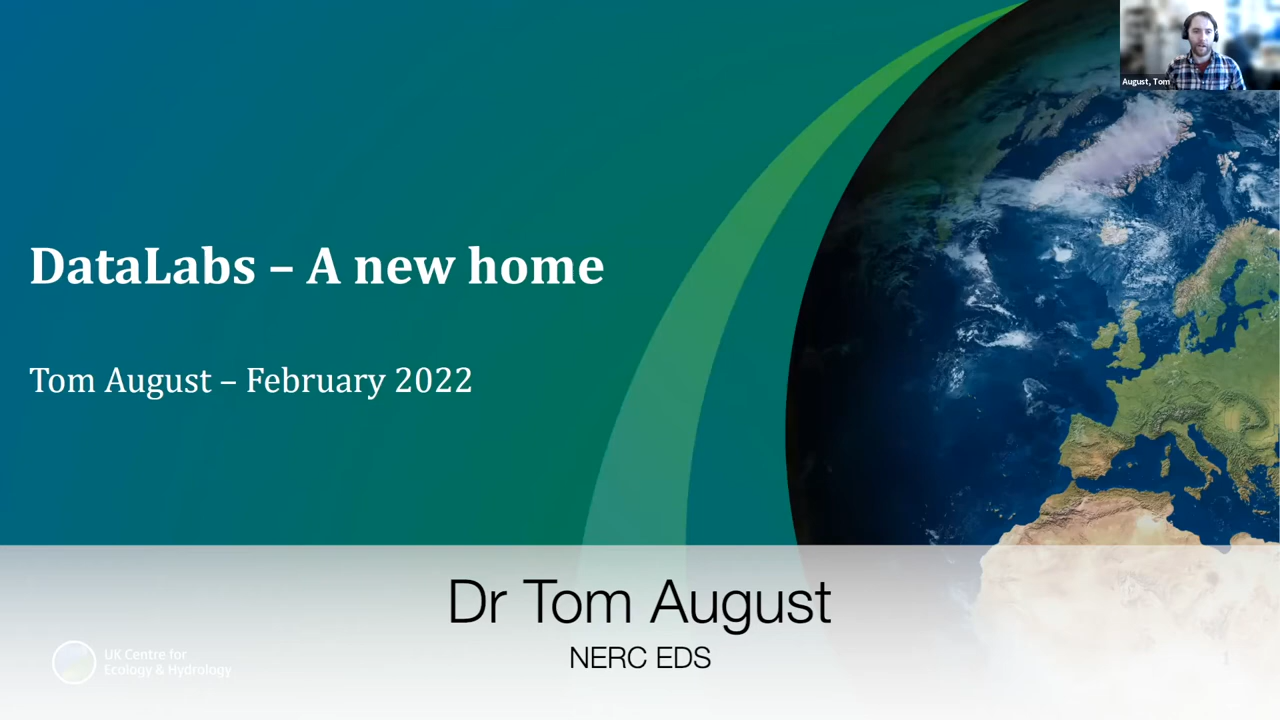 August, Tom
DataLabs – A new home
Tom August – February 2022
Dr Tom August
NERC EDS
UK Centre for
Ecology & Hydrology
1